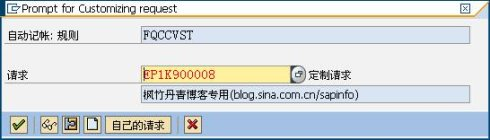 Prompt for Customizing request
自动记帐: 规则 FQCCVST
请求 EP1K900008 定制请求
枫竹丹青博客专用(blog.sina.com.cn/sapinfo)
自己的请求